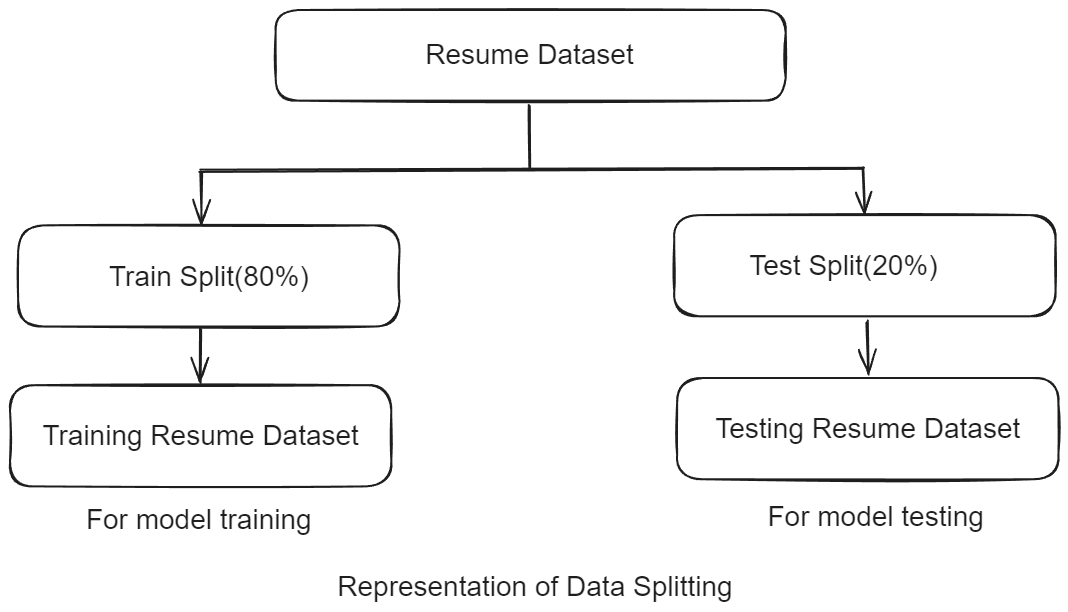 Resume Dataset
Train Split(80%)
Test Split(20%)
Training Resume Dataset
Testing Resume Dataset
For model training
For model testing
Representation of Data Splitting